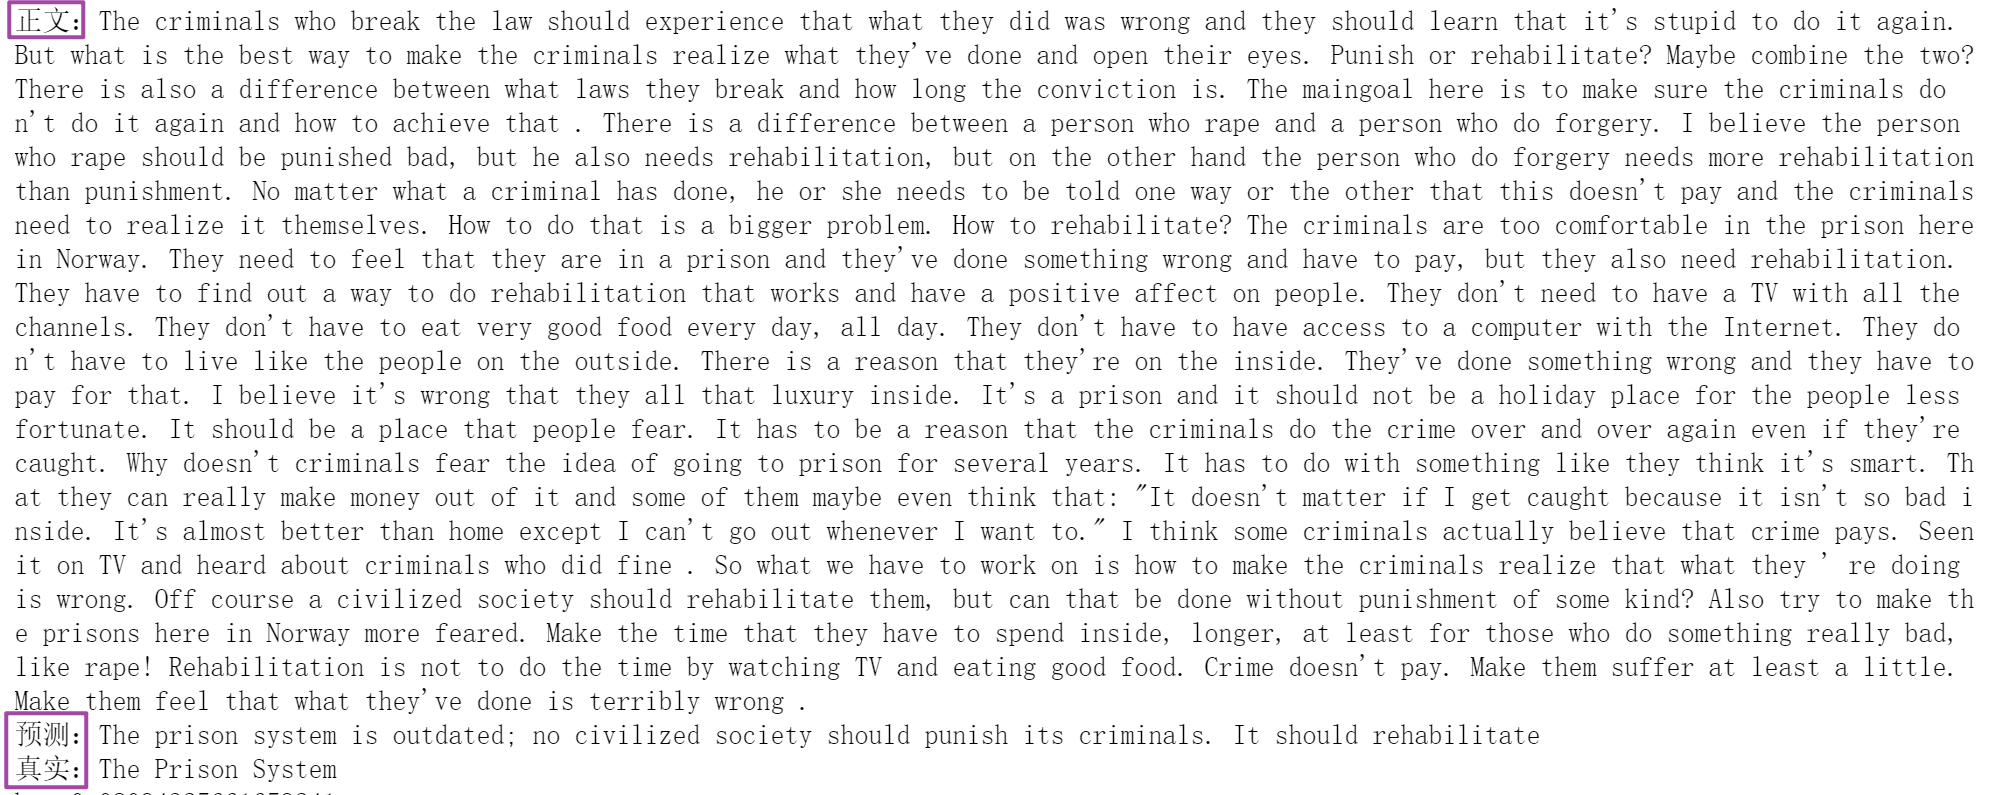 正文: The criminals who break the law should experience that what they did was wrong and they should learn that it's stupid to do it again.
But what is the best way to make the criminals realize what they've done and open their eyes. Punish or rehabilitate? Maybe combine the two?
There is also a difference between what laws they break and how long the conviction is. The maingoal here is to make sure the criminals do
n't do it again and how to achieve that . There is a difference between a person who rape and a person who do forgery. I believe the person
who rape should be punished bad, but he also needs rehabilitation, but on the other hand the person who do forgery needs more rehabilitation
than punishment. No matter what a criminal has done, he or she needs to be told one way or the other that this doesn't pay and the criminals
need to realize it themselves. How to do that is a bigger problem. How to rehabilitate? The criminals are too comfortable in the prison here
in Norway. They need to feel that they are in a prison and they've done something wrong and have to pay, but they also need rehabilitation.
They have to find out a way to do rehabilitation that works and have a positive affect on people. They don't need to have a TV with all the
channels. They don't have to eat very good food every day, all day. They don't have to have access to a computer with the Internet. They do
n't have to live like the people on the outside. There is a reason that they're on the inside. They've done something wrong and they have to
pay for that. I believe it's wrong that they all that luxury inside. It's a prison and it should not be a holiday place for the people less
fortunate. It should be a place that people fear. It has to be a reason that the criminals do the crime over and over again even if they're
caught. Why doesn't criminals fear the idea of going to prison for several years. It has to do with something like they think it's smart. Th
at they can really make money out of it and some of them maybe even think that: "It doesn't matter if I get caught because it isn't so bad i
nside. It's almost better than home except I can't go out whenever I want to." I think some criminals actually believe that crime pays. Seen
it on TV and heard about criminals who did fine . So what we have to work on is how to make the criminals realize that what they ' re doing
is wrong. Off course a civilized society should rehabilitate them, but can that be done without punishment of some kind? Also try to make th
e prisons here in Norway more feared. Make the time that they have to spend inside, longer, at least for those who do something really bad,
like rape! Rehabilitation is not to do the time by watching TV and eating good food. Crime doesn't pay. Make them suffer at least a little.
Make them feel that what they've done is terribly wrong .
预测: The prison system is outdated; no civilized society should punish its criminals. It should rehabilitate
真实: The Prison System